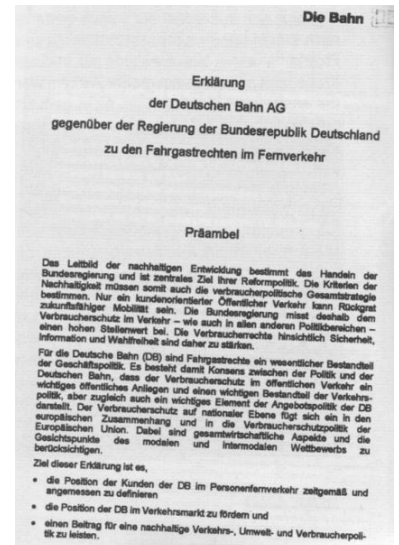 Die Bahn DB
Erklärung
der Deutschen Bahn AG
gegenüber der Regierung der Bundesrepublik Deutschland
zu den Fahrgastrechten im Fernverkehr
Präambel
Das Leitbild der nachhaltigen Entwicklung bestimmt das Handeln der
Bundesregierung und ist zentrales Ziel ihrer Reformpolitik. Die Kriterien der
Nachhaltigkeit müssen somit auch die verbraucherpolitische Gesamtstrategie
bestimmen. Nur ein kundenorientierter Öffentlicher Verkehr kann Rückgrat
zukunftsfähiger Mobilität sein. Die Bundesregierung misst deshalb dem
Verbraucherschutz im Verkehr – wie auch in allen anderen Politikbereichen –
einen hohen Stellenwert bei. Die Verbraucherrechte hinsichtlich Sicherheit,
Information und Wahlfreiheit sind daher zu stärken.
Für die Deutsche Bahn (DB) sind Fahrgastrechte ein wesentlicher Bestandteil
der Geschäftspolitik. Es besteht damit Konsens zwischen der Politik und der
Deutschen Bahn, dass der Verbraucherschutz im öffentlichen Verkehr ein
wichtiges öffentliches Anliegen und einen wichtigen Bestandteil der Verkehrs-
politik, aber zugleich auch ein wichtiges Element der Angebotspolitik der DB
darstellt. Der Verbraucherschutz auf nationaler Ebene fügt sich ein in den
europäischen Zusammenhang und in die Verbraucherschutzpolitik der
Europäischen Union. Dabei sind gesamtwirtschaftliche Aspekte und die
Gesichtspunkte des modalen und intermodalen Wettbewerbs zu
berücksichtigen.
Ziel dieser Erklärung ist es,
• die Position der Kunden der DB im Personenfernverkehr zeitgemäß und
angemessen zu definieren
• die Position der DB im Verkehrsmarkt zu fördern und
• einen Beitrag für eine nachhaltige Verkehrs-, Umwelt- und Verbraucherpoli-
tik zu leisten.